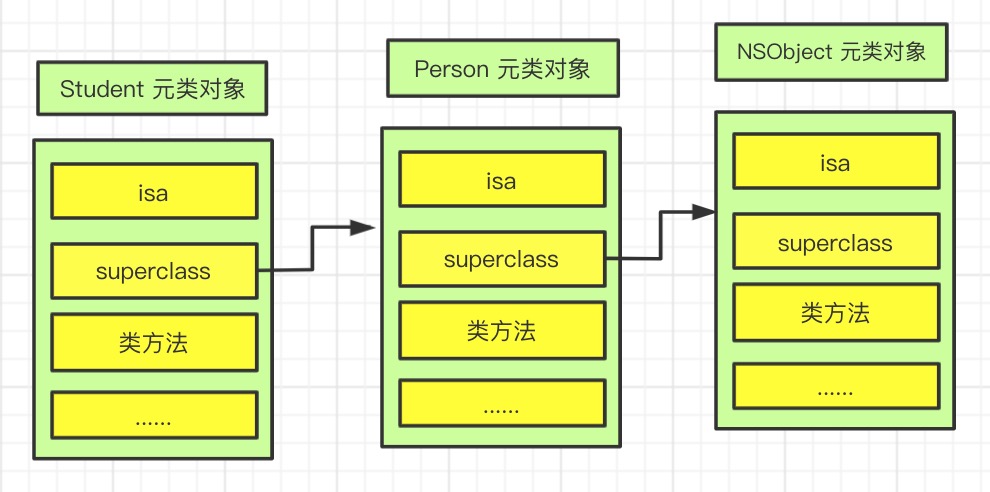 Student 元类对象
isa
superclass
类方法
......
Person 元类对象
isa
superclass
类方法
......
NSObject 元类对象
isa
superclass
类方法
......